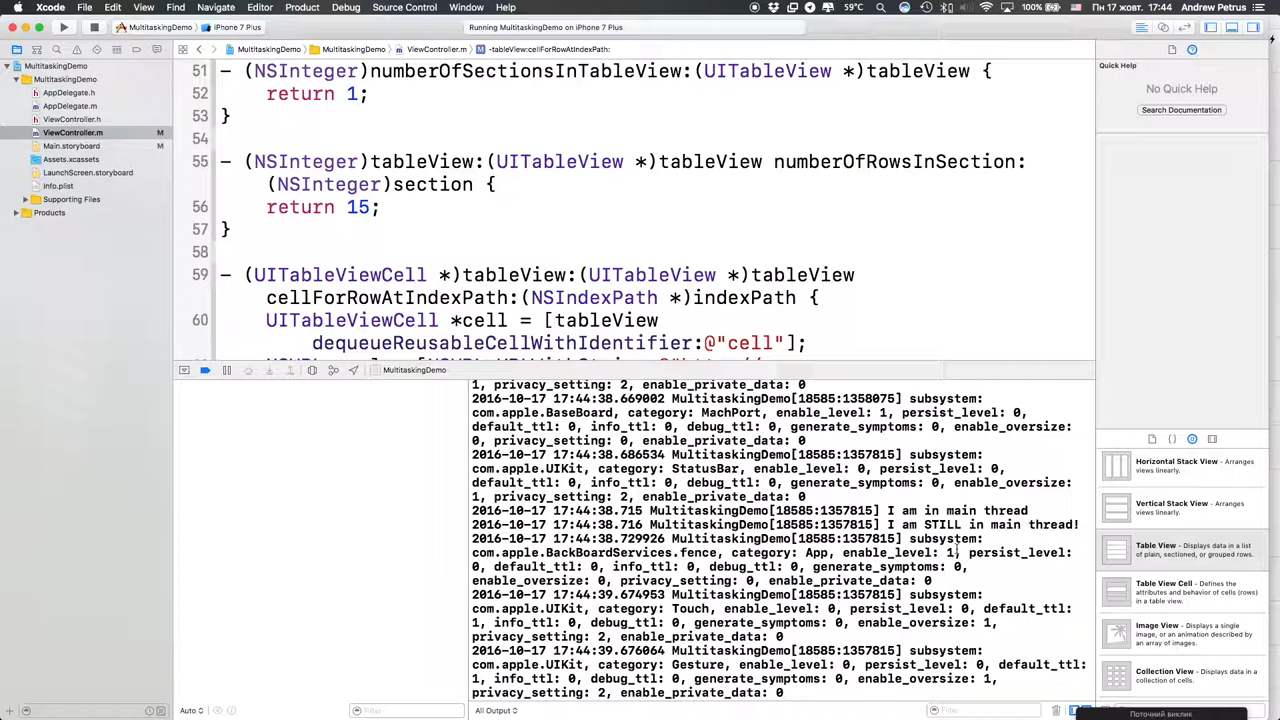 Xcode File Edit View Find Navigate Editor Product Debug Source Control Window Help
39°C
100%
Пн 17 жовт. 17:44 Andrew Petrus
MultitaskingDemo
iPhone 7 Plus
Running MultitaskingDemo on iPhone 7 Plus
MultitaskingDemo
MultitaskingDemo
AppDelegate.h
AppDelegate.m
ViewController.h
ViewController.m M
Main.storyboard M
Assets.xcassets
LaunchScreen.storyboard
Info.plist
Supporting Files
Products
MultitaskingDemo
MultitaskingDemo
ViewController.m
M -tableView:cellForRowAtIndexPath:
51 - (NSInteger)numberOfSectionsInTableView:(UITableView *)tableView {
52 return 1;
53 }
54
55 - (NSInteger)tableView:(UITableView *)tableView numberOfRowsInSection:
(NSInteger)section {
56 return 15;
57 }
58
59 - (UITableViewCell *)tableView:(UITableView *)tableView
cellForRowAtIndexPath:(NSIndexPath *)indexPath {
60 UITableViewCell *cell = [tableView
dequeueReusableCellWithIdentifier:@"cell"];
MultitaskingDemo
1, privacy_setting: 2, enable_private_data: 0
2016-10-17 17:44:38.669002 MultitaskingDemo[18585:1358075] subsystem:
com.apple.BaseBoard, category: MachPort, enable_level: 1, persist_level: 0,
default_ttl: 0, info_ttl: 0, debug_ttl: 0, generate_symptoms: 0, enable_oversize:
0, privacy_setting: 0, enable_private_data: 0
2016-10-17 17:44:38.686534 MultitaskingDemo[18585:1357815] subsystem:
com.apple.UIKit, category: StatusBar, enable_level: 0, persist_level: 0,
default_ttl: 0, info_ttl: 0, debug_ttl: 0, generate_symptoms: 0, enable_oversize:
1, privacy_setting: 2, enable_private_data: 0
2016-10-17 17:44:38.715 MultitaskingDemo[18585:1357815] I am in main thread
2016-10-17 17:44:38.716 MultitaskingDemo[18585:1357815] I am STILL in main thread!
2016-10-17 17:44:38.729926 MultitaskingDemo[18585:1357815] subsystem:
com.apple.BackBoardServices.fence, category: App, enable_level: 1, persist_level:
0, default_ttl: 0, info_ttl: 0, debug_ttl: 0, generate_symptoms: 0,
enable_oversize: 0, privacy_setting: 0, enable_private_data: 0
2016-10-17 17:44:39.674953 MultitaskingDemo[18585:1357815] subsystem:
com.apple.UIKit, category: Touch, enable_level: 0, persist_level: 0, default_ttl:
1, info_ttl: 0, debug_ttl: 0, generate_symptoms: 0, enable_oversize: 1,
privacy_setting: 2, enable_private_data: 0
2016-10-17 17:44:39.676064 MultitaskingDemo[18585:1357815] subsystem:
com.apple.UIKit, category: Gesture, enable_level: 0, persist_level: 0, default_ttl:
1, info_ttl: 0, debug_ttl: 0, generate_symptoms: 0, enable_oversize: 1,
privacy_setting: 2, enable_private_data: 0
Auto
Filter
All Output
Filter
Quick Help
No Quick Help
Search Documentation
Horizontal Stack View - Arranges
views linearly.
Vertical Stack View - Arranges
views linearly.
Table View - Displays data in a list
of plain, sectioned, or grouped rows.
Table View Cell - Defines the
attributes and behavior of cells (rows)
in a table view.
Image View - Displays a single
image, or an animation described by
an array of images.
Collection View - Displays data in a
collection of cells.
Поточний виклик